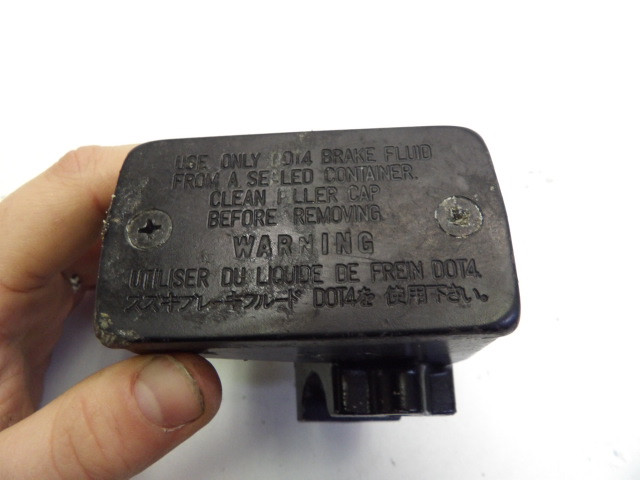 USE ONLY DOT4 BRAKE FLUID
FROM A SEALED CONTAINER.
CLEAN FILLER CAP
BEFORE REMOVING.
WARNING
UTILISER DU LIQUIDE DE FREIN DOT4.
スズキブレーキフルード DOT4を 使用下さい。